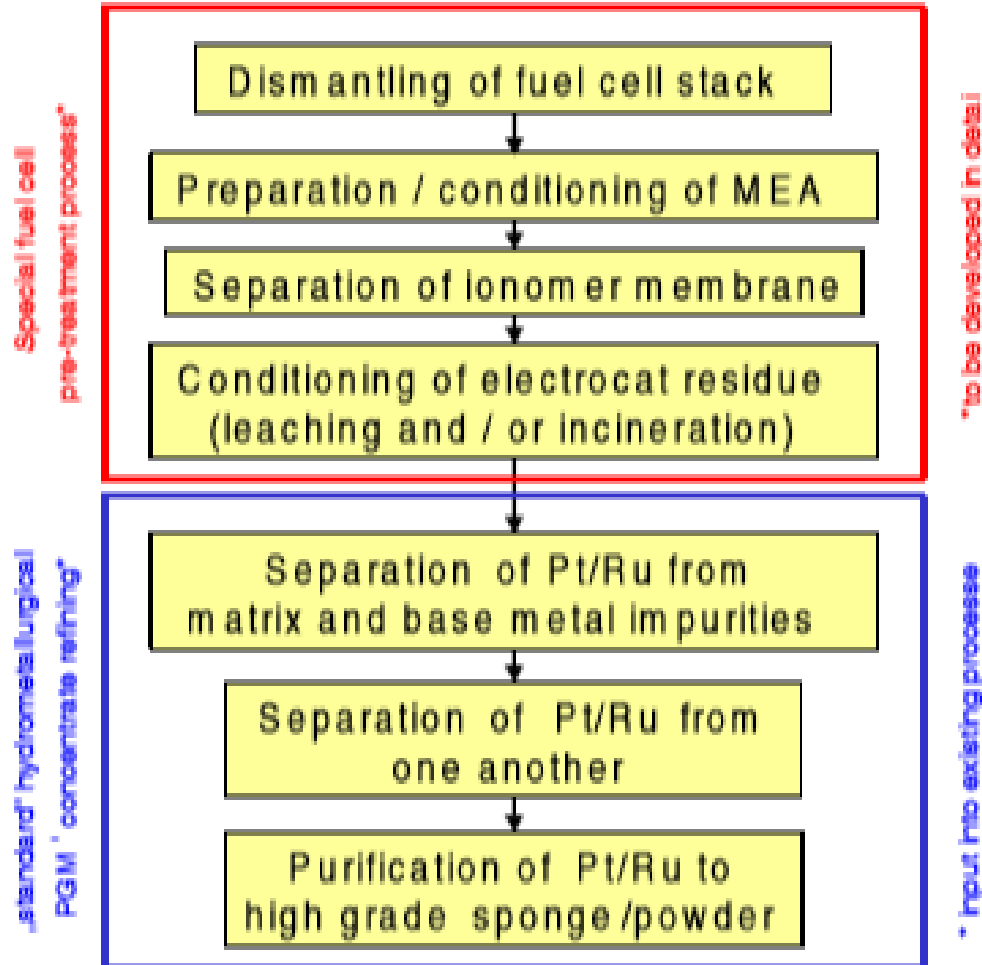 Special fuel cell
pre-treatment process"
Dismantling of fuel cell stack
Preparation / conditioning of MEA
Separation of ionomer membrane
Conditioning of electrocat residue
(leaching and / or incineration)
"to be developed in detai
„standard" hydrometallurgical
PGM * concentrate refining"
Separation of Pt/Ru from
matrix and base metal impurities
Separation of Pt/Ru from
one another
Purification of Pt/Ru to
high grade sponge/powder
" input into existing processe